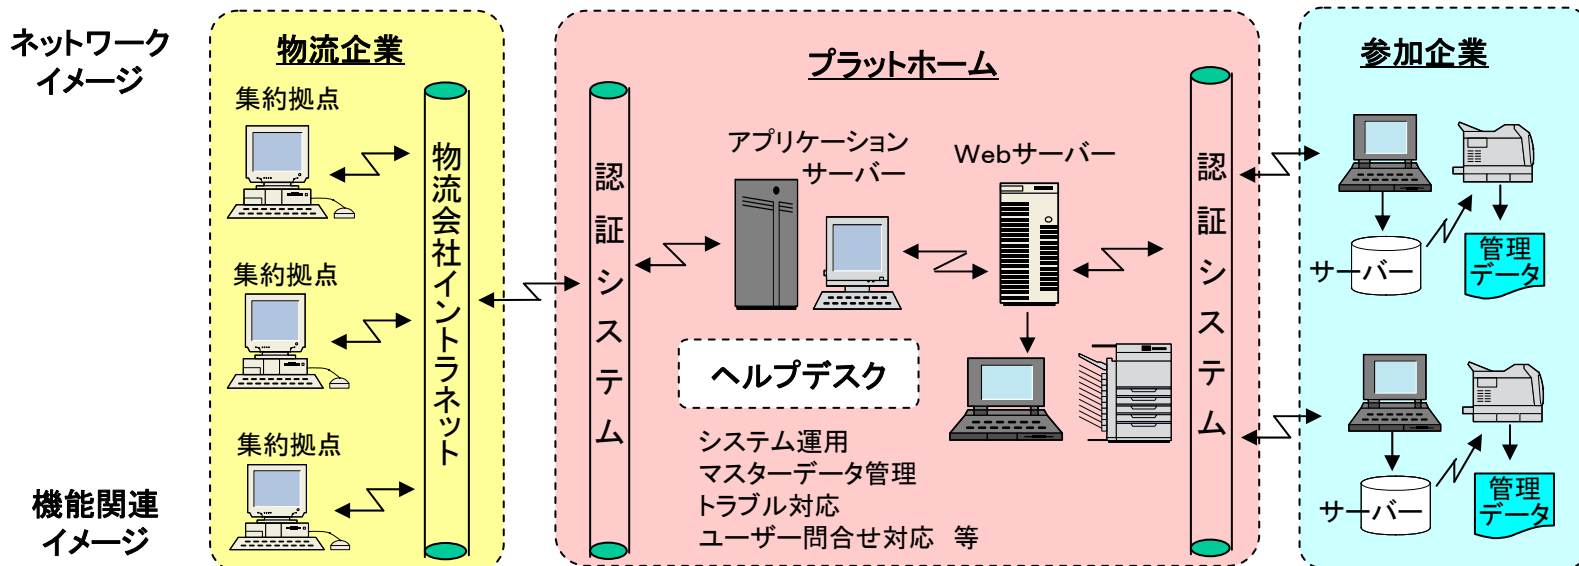 ネットワーク
イメージ
物流企業
集約拠点
集約拠点
集約拠点
物流会社イントラネット
プラットホーム
認証システム
アプリケーション
サーバー
Webサーバー
ヘルプデスク
システム運用
マスターデータ管理
トラブル対応
ユーザー問合せ対応 等
認証システム
参加企業
サーバー
管理
データ
サーバー
管理
データ
機能関連
イメージ